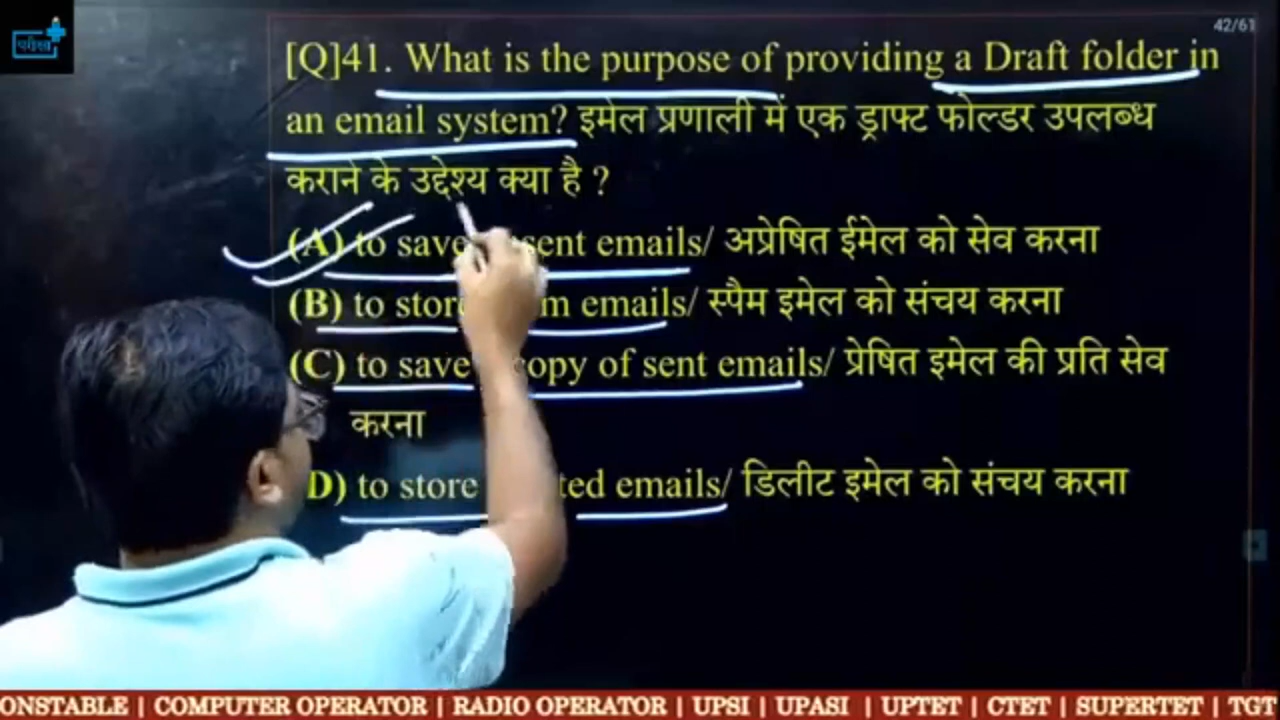 परीक्षा
42/61
[Q]41. What is the purpose of providing a Draft folder in
an email system? इमेल प्रणाली में एक ड्राफ्ट फोल्डर उपलब्ध
कराने के उद्देश्य क्या है ?
(A) to save sent emails/ अप्रेषित ईमेल को सेव करना
(B) to store emails/ स्पैम इमेल को संचय करना
(C) to save copy of sent emails/ प्रेषित इमेल की प्रति सेव
करना
D) to store emails/ डिलीट इमेल को संचय करना
ONSTABLE | COMPUTER OPERATOR | RADIO OPERATOR | UPSI | UPASI | UPTET | CTET | SUPERTET | TGT